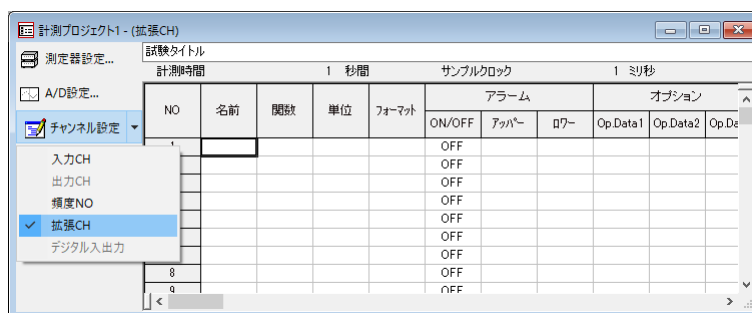 計測プロジェクト1 - (拡張CH)
測定器設定...
試験タイトル
計測時間 1 秒間 サンプルクロック 1 ミリ秒
A/D設定...
NO 名前 関数 単位 フォーマット アラーム オプション
ON/OFF アッパー ロワー Op.Data1 Op.Data2 Op.Da
チャンネル設定
1 OFF
入力CH OFF
出力CH OFF
頻度NO OFF
拡張CH OFF
デジタル入出力 OFF
OFF
8 OFF
9 OFF